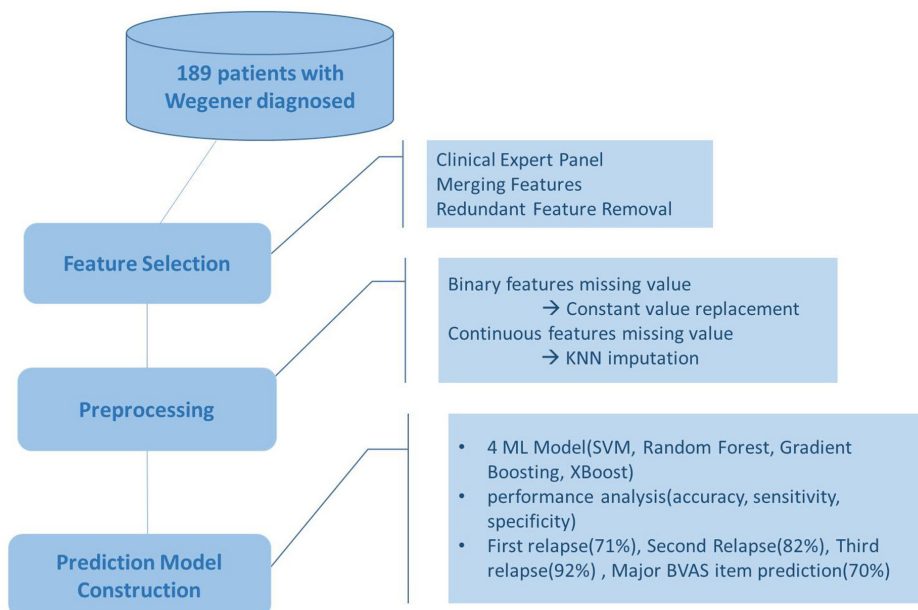 189 patients with
Wegener diagnosed
Clinical Expert Panel
Merging Features
Redundant Feature Removal
Feature Selection
Binary features missing value
→ Constant value replacement
Continuous features missing value
→ KNN imputation
Preprocessing
• 4 ML Model(SVM, Random Forest, Gradient
Boosting, XBoost)
• performance analysis(accuracy, sensitivity,
specificity)
• First relapse(71%), Second Relapse(82%), Third
relapse(92%) , Major BVAS item prediction(70%)
Prediction Model
Construction